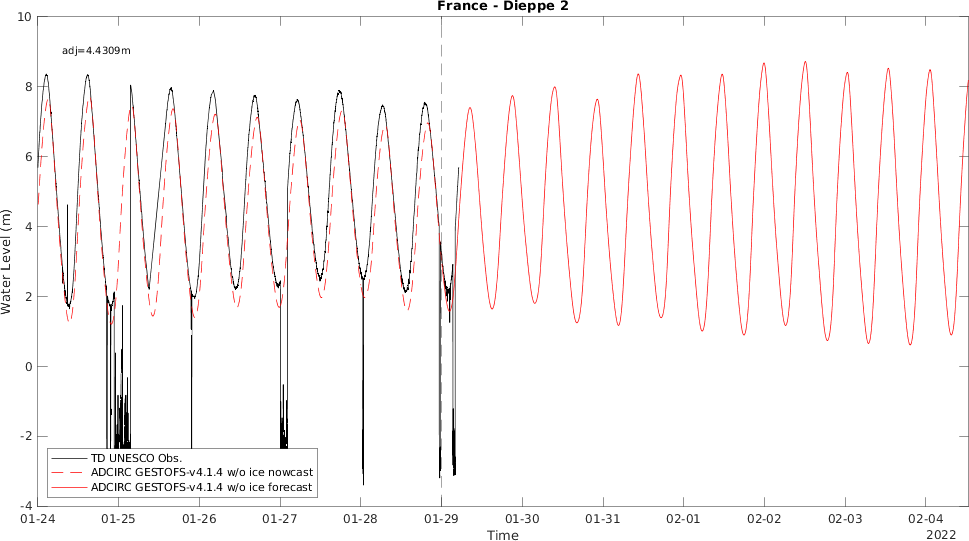 France - Dieppe 2
adj=4.4309m
10
8
6
4
2
0
-2
-4
Water Level (m)
TD UNESCO Obs.
ADCIRC GESTOFS-v4.1.4 w/o ice nowcast
ADCIRC GESTOFS-v4.1.4 w/o ice forecast
01-24 01-25 01-26 01-27 01-28 01-29 01-30 01-31 02-01 02-02 02-03 02-04
Time
2022